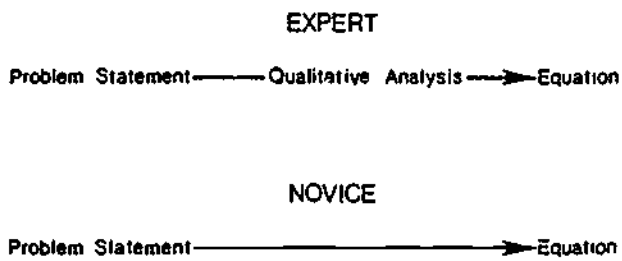 EXPERT
Problem Statement Qualitative Analysis Equation
NOVICE
Problem Statement Equation